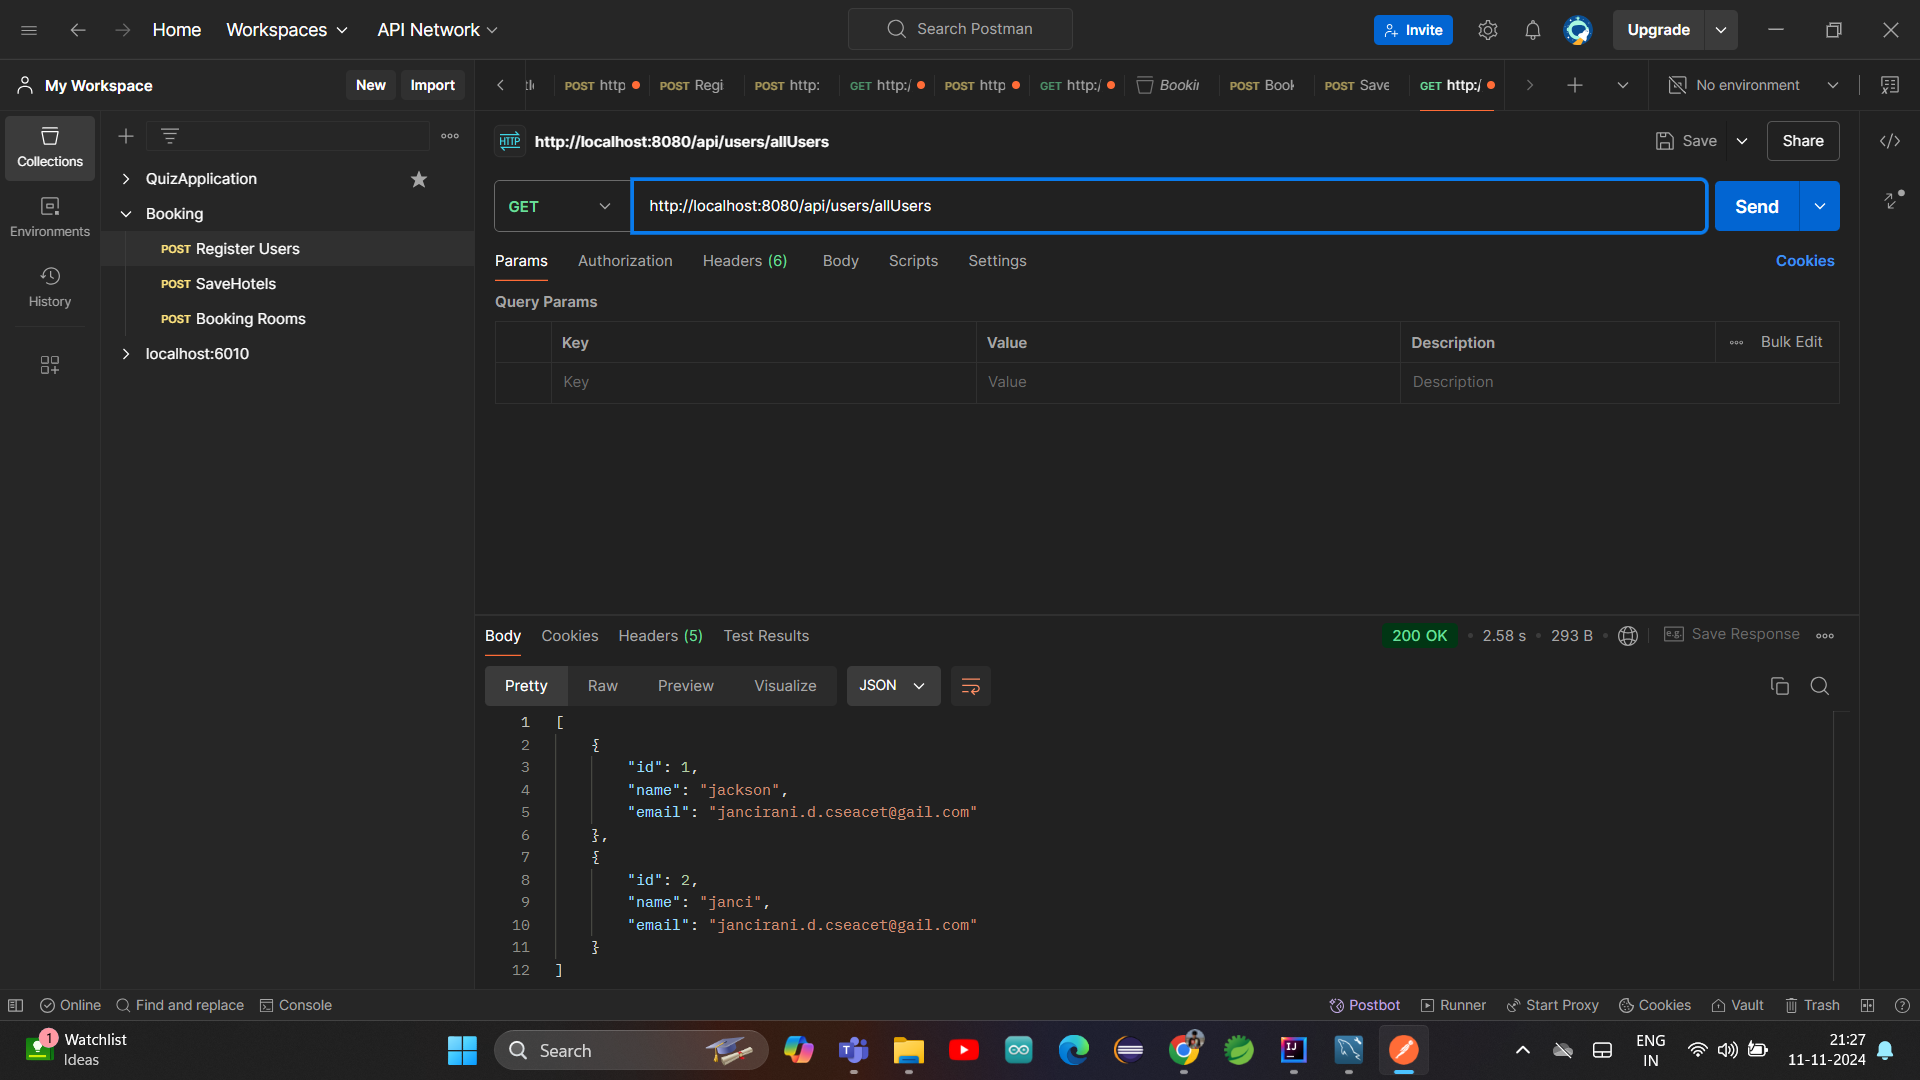 Home
Workspaces
API Network
Search Postman
Invite
Upgrade
My Workspace
New
Import
POST http
POST Regi
POST http:
GET http:/
POST http
GET http:/
Bookin
POST Book
POST Save
GET http:/
No environment
Collections
Environments
History
QuizApplication
Booking
POST Register Users
POST SaveHotels
POST Booking Rooms
localhost:6010
HTTP http://localhost:8080/api/users/allUsers
Save
Share
GET
http://localhost:8080/api/users/allUsers
Send
Params
Authorization
Headers (6)
Body
Scripts
Settings
Cookies
Query Params
Key
Value
Description
Bulk Edit
Key
Value
Description
Body
Cookies
Headers (5)
Test Results
200 OK
2.58 s
293 B
e.g. Save Response
Pretty
Raw
Preview
Visualize
JSON
1 [
2 {
3 "id": 1,
4 "name": "jackson",
5 "email": "jancirani.d.cseacet@gail.com"
6 },
7 {
8 "id": 2,
9 "name": "janci",
10 "email": "jancirani.d.cseacet@gail.com"
11 }
12 ]
Online
Find and replace
Console
Postbot
Runner
Start Proxy
Cookies
Vault
Trash
1
Watchlist
Ideas
Search
IJ
ENG
IN
21:27
11-11-2024